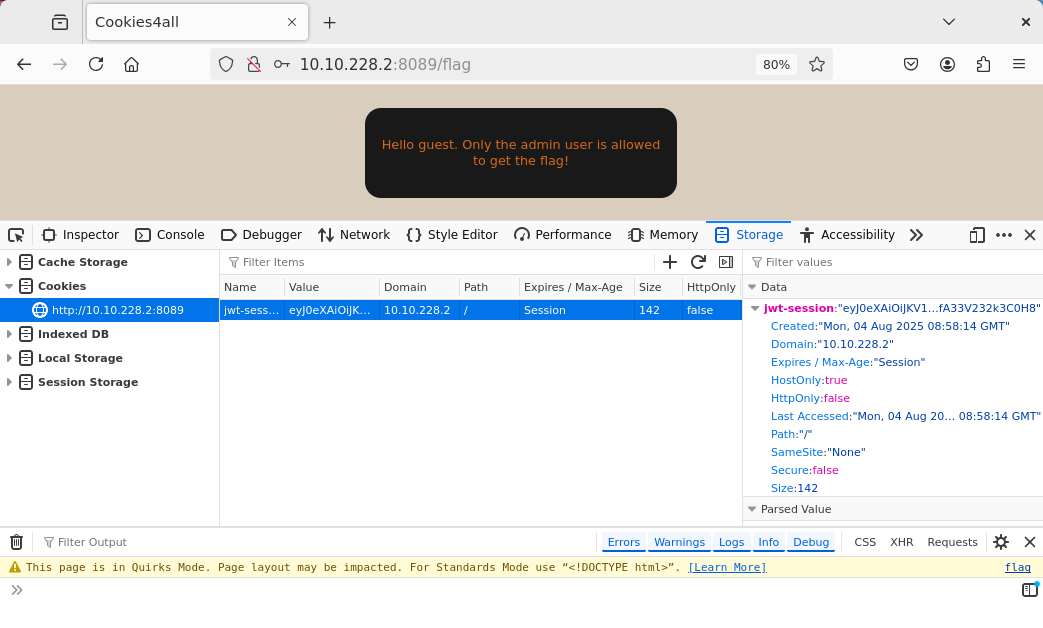 Cookies4all
10.10.228.2:8089/flag
80%
Hello guest. Only the admin user is allowed
to get the flag!
Inspector Console Debugger Network Style Editor Performance Memory Storage Accessibility
Cache Storage
Cookies
http://10.10.228.2:8089
Indexed DB
Local Storage
Session Storage
Filter Items
Name Value Domain Path Expires / Max-Age Size HttpOnly
jwt-sess... eyJ0eXAiOiJK... 10.10.228.2 / Session 142 false
Filter values
Data
jwt-session:"eyJ0eXAiOiJKV1...fA33V232k3C0H8"
Created:"Mon, 04 Aug 2025 08:58:14 GMT"
Domain:"10.10.228.2"
Expires / Max-Age:"Session"
HostOnly:true
HttpOnly:false
Last Accessed:"Mon, 04 Aug 20... 08:58:14 GMT"
Path:"/"
SameSite:"None"
Secure:false
Size:142
Parsed Value
Filter Output
Errors Warnings Logs Info Debug CSS XHR Requests
This page is in Quirks Mode. Page layout may be impacted. For Standards Mode use “<!DOCTYPE html>”. [Learn More] flag